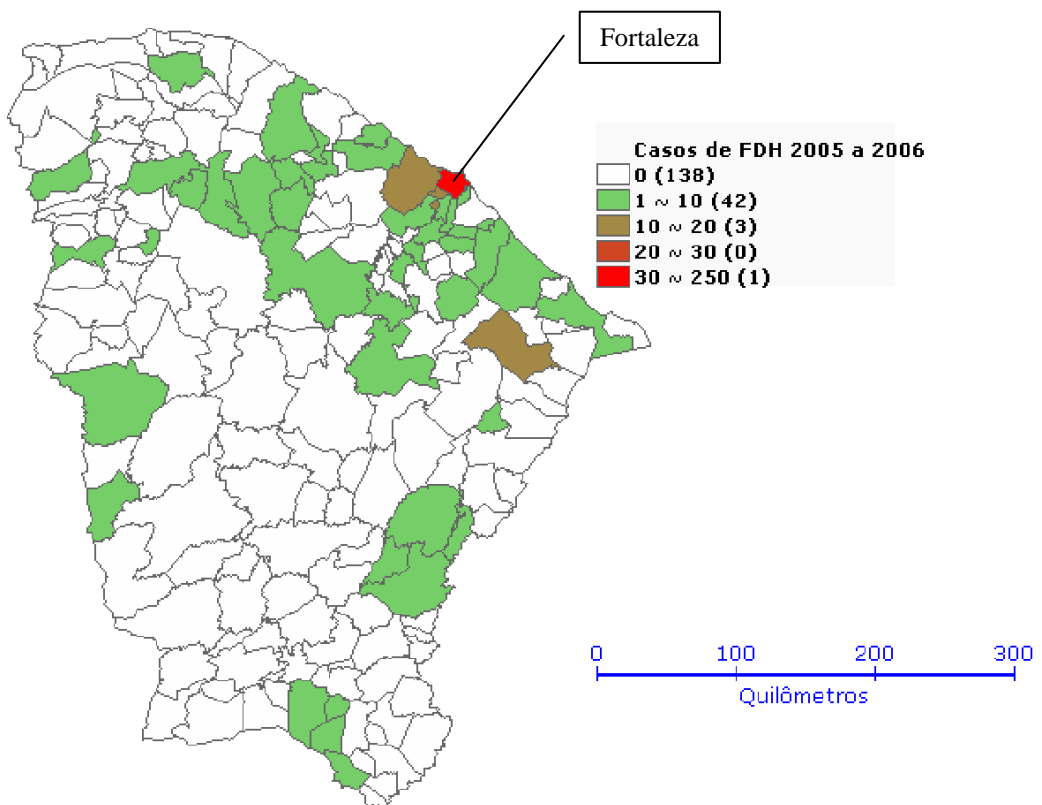 Fortaleza
Casos de FDH 2005 a 2006
0 (138)
1 ~ 10 (42)
10 ~ 20 (3)
20 ~ 30 (0)
30 ~ 250 (1)
0 100 200 300
Quilômetros